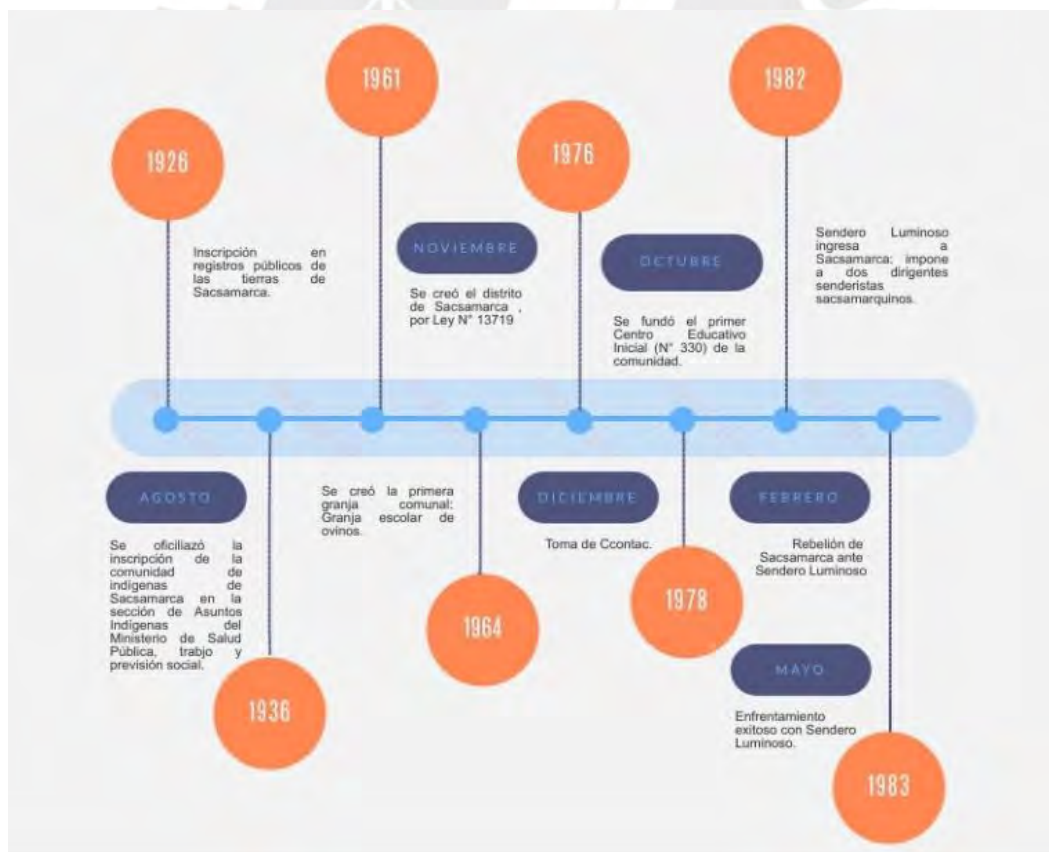 1926
Inscripción en
registros públicos de
las tierras de
Sacsamarca.
AGOSTO
Se oficiliazó la
inscripción de la
comunidad de
indígenas de
Sacsamarca en la
sección de Asuntos
Indígenas del
Ministerio de Salud
Pública, trabjo y
previsión social.
1936
1961
NOVIEMBRE
Se creó el distrito
de Sacsamarca ,
por Ley N° 13719
Se creó la primera
granja comunal:
Granja escolar de
ovinos.
1964
1976
OCTUBRE
Se fundó el primer
Centro Educativo
Inicial (N° 330) de la
comunidad.
DICIEMBRE
Toma de Ccontac.
1978
1982
Sendero Luminoso
ingresa a
Sacsamarca: impone
a dos dirigentes
senderistas
sacsamarquinos.
FEBRERO
Rebelión de
Sacsamarca ante
Sendero Luminoso
MAYO
Enfrentamiento
exitoso con Sendero
Luminoso.
1983